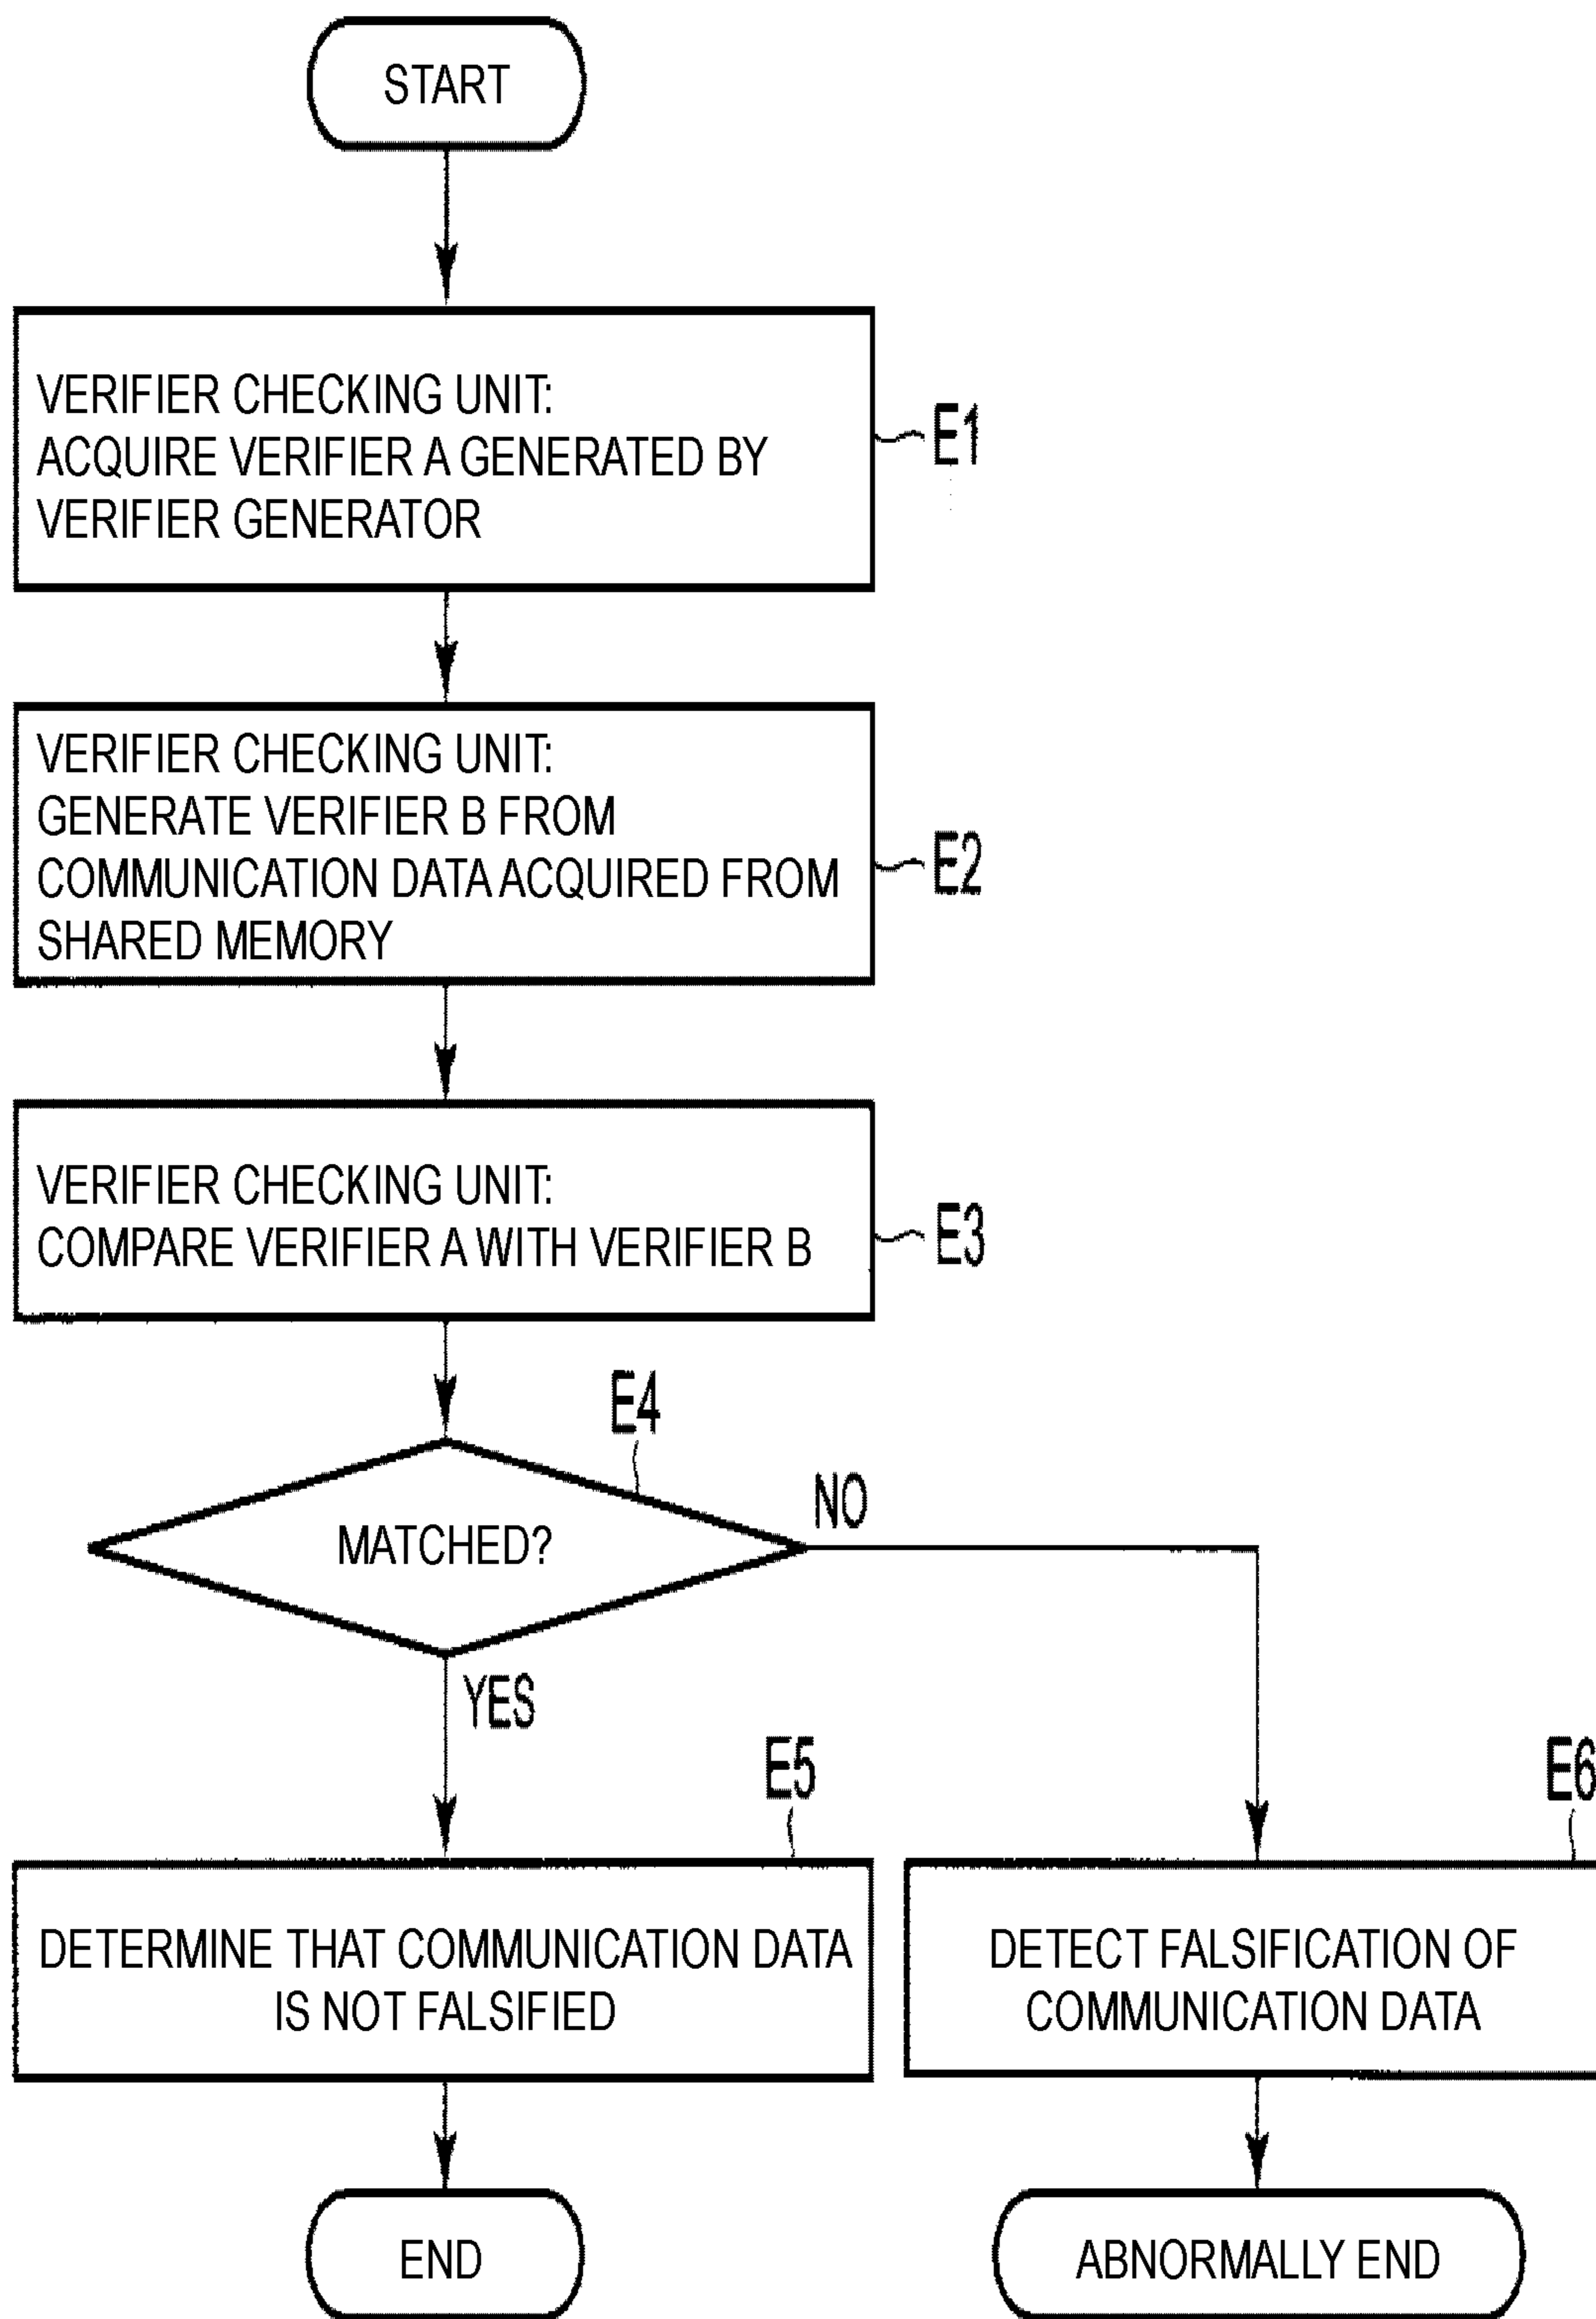 START
VERIFIER CHECKING UNIT:
ACQUIRE VERIFIER A GENERATED BY
VERIFIER GENERATOR
E1
VERIFIER CHECKING UNIT:
GENERATE VERIFIER B FROM
COMMUNICATION DATA ACQUIRED FROM
SHARED MEMORY
E2
VERIFIER CHECKING UNIT:
COMPARE VERIFIER A WITH VERIFIER B
E3
E4
MATCHED?
NO
YES
E5
DETERMINE THAT COMMUNICATION DATA
IS NOT FALSIFIED
E6
DETECT FALSIFICATION OF
COMMUNICATION DATA
END
ABNORMALLY END